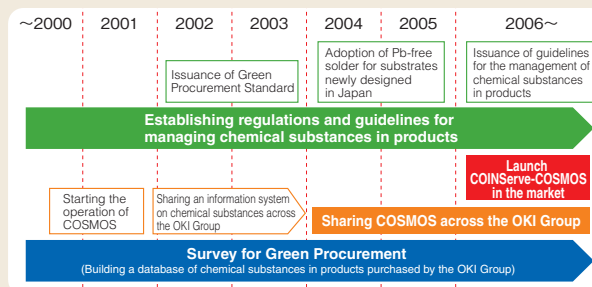 ~2000 2001 2002 2003 2004 2005 2006~
Issuance of Green
Procurement Standard
Adoption of Pb-free
solder for substrates
newly designed
in Japan
Issuance of guidelines
for the management of
chemical substances
in products
Establishing regulations and guidelines for
managing chemical substances in products
Launch
COINServe-COSMOS
in the market
Starting the
operation of
COSMOS
Sharing an information system
on chemical substances across
the OKI Group
Sharing COSMOS across the OKI Group
Survey for Green Procurement
(Building a database of chemical substances in products purchased by the OKI Group)